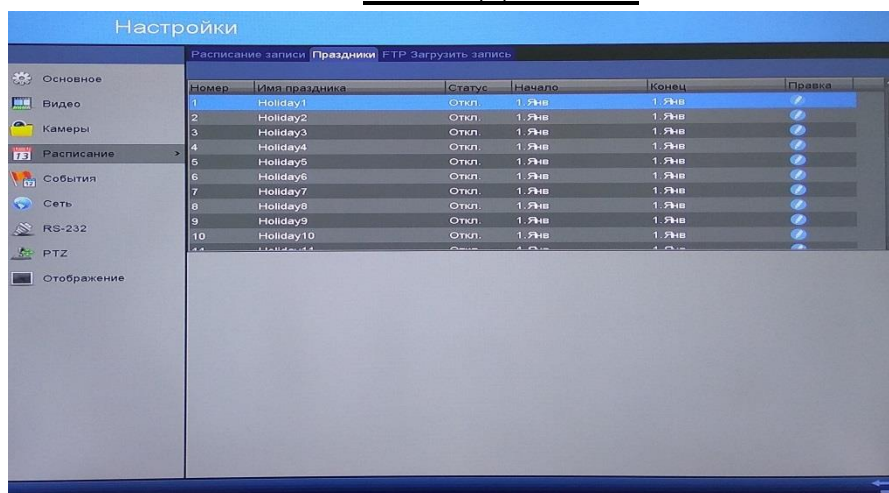 Настройки
Расписание записи Праздники FTP Загрузить запись
Основное
Видео
Камеры
Расписание >
События
Сеть
RS-232
PTZ
Отображение
Номер Имя праздника Статус Начало Конец Правка
1 Holiday1 Откл. 1.Янв 1.Янв
2 Holiday2 Откл. 1.Янв 1.Янв
3 Holiday3 Откл. 1.Янв 1.Янв
4 Holiday4 Откл. 1.Янв 1.Янв
5 Holiday5 Откл. 1.Янв 1.Янв
6 Holiday6 Откл. 1.Янв 1.Янв
7 Holiday7 Откл. 1.Янв 1.Янв
8 Holiday8 Откл. 1.Янв 1.Янв
9 Holiday9 Откл. 1.Янв 1.Янв
10 Holiday10 Откл. 1.Янв 1.Янв